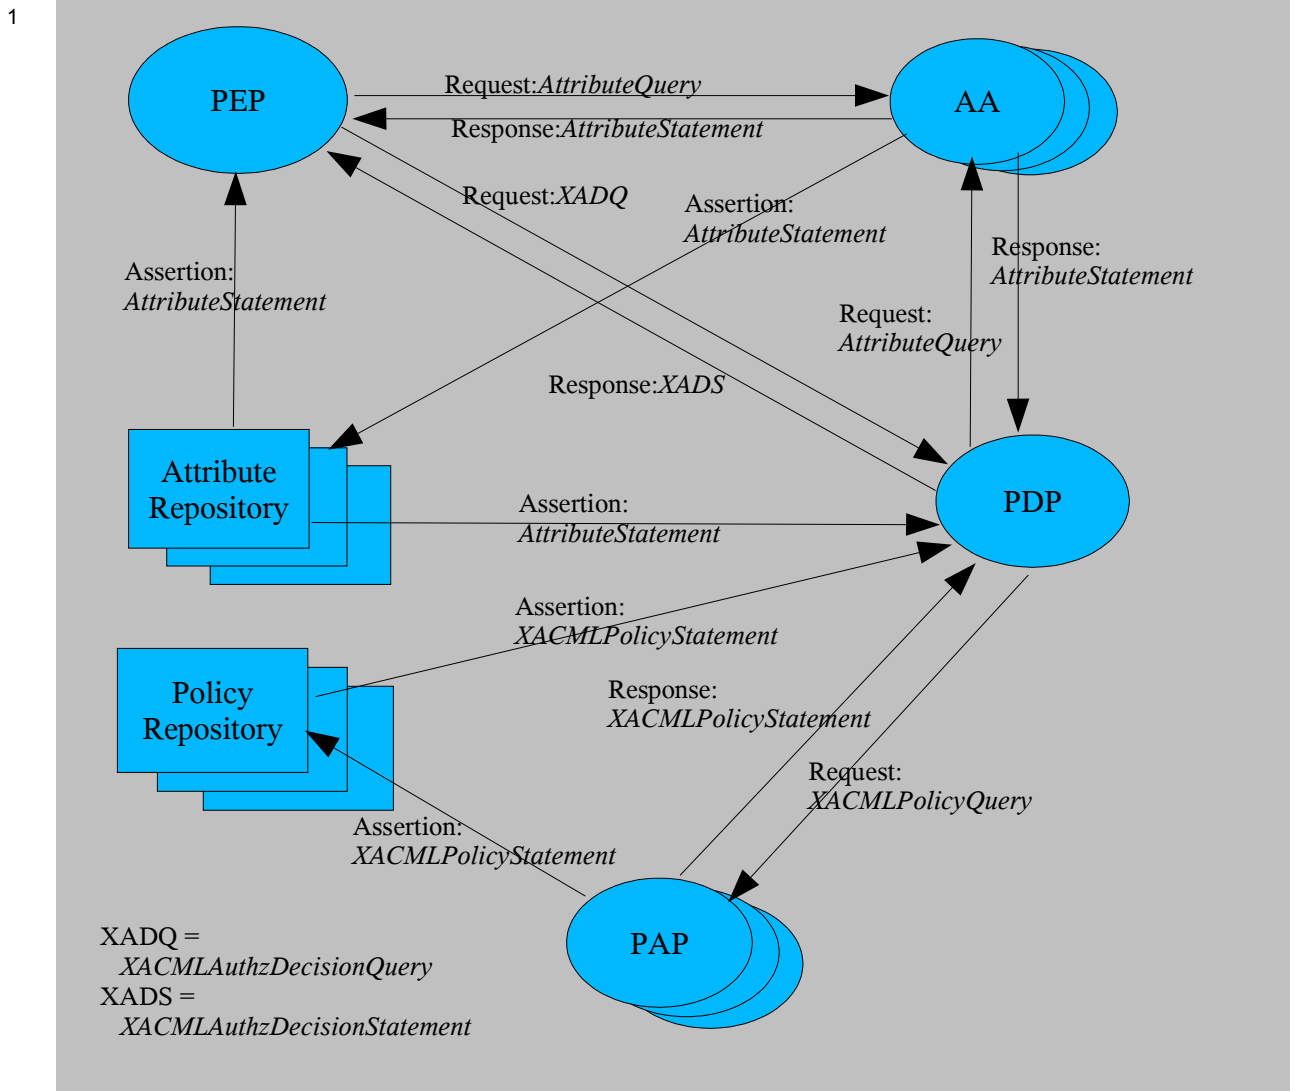 1
PEP
Request:AttributeQuery
AA
Response:AttributeStatement
Request:XADQ
Assertion:
AttributeStatement
Response:
AttributeStatement
Assertion:
AttributeStatement
Request:
AttributeQuery
Response:XADS
Attribute
Repository
PDP
Assertion:
AttributeStatement
Assertion:
XACMLPolicyStatement
Policy
Repository
Response:
XACMLPolicyStatement
Request:
XACMLPolicyQuery
Assertion:
XACMLPolicyStatement
PAP
XADQ =
XACMLAuthzDecisionQuery
XADS =
XACMLAuthzDecisionStatement